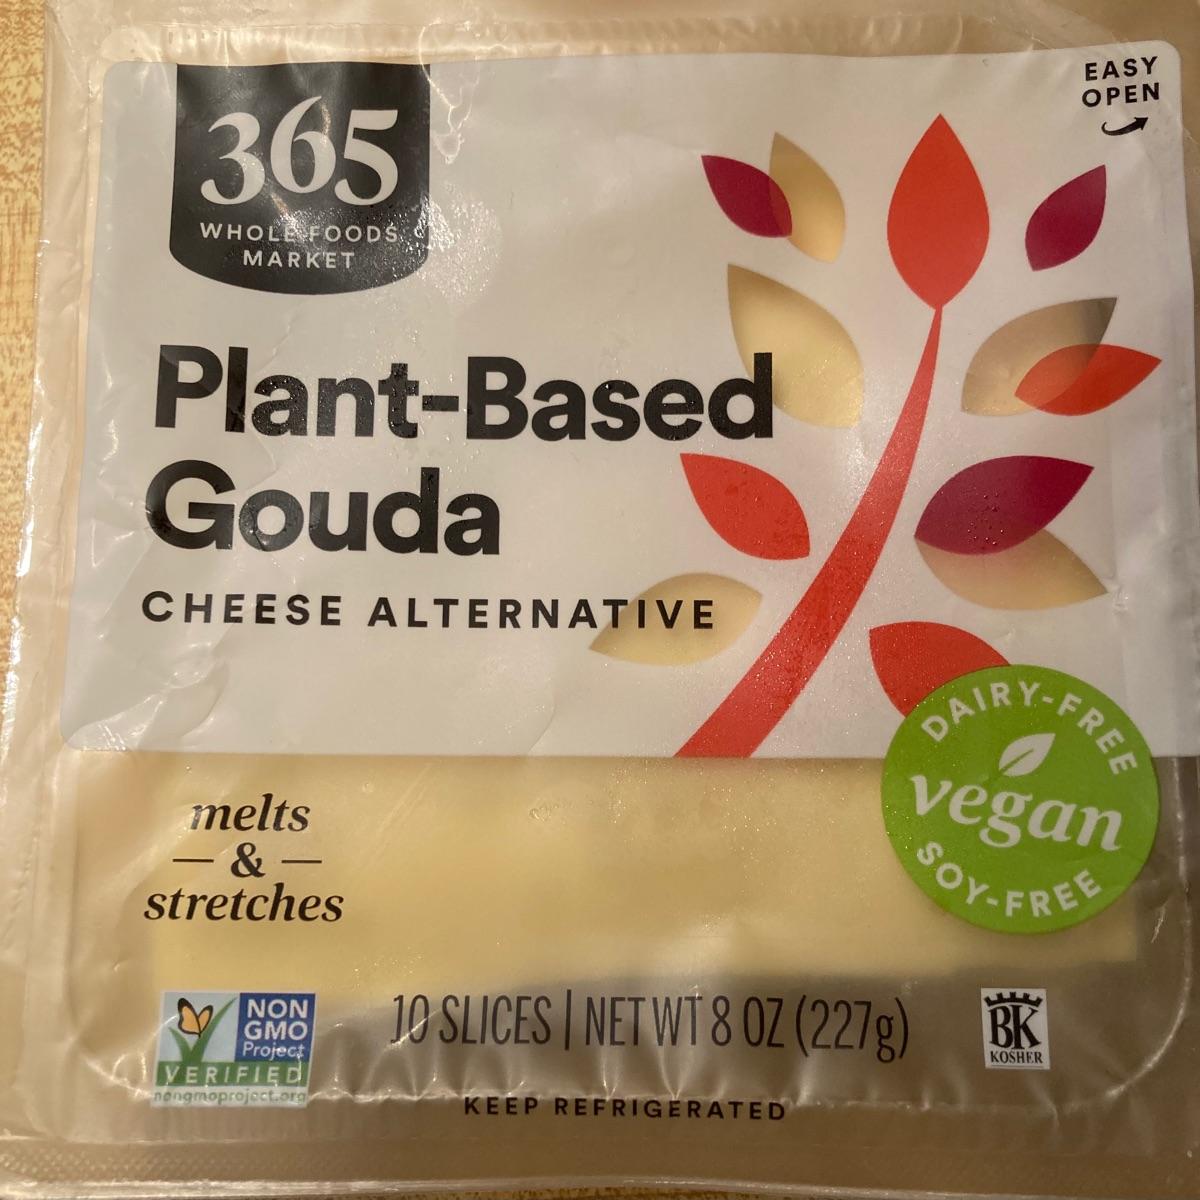 365
WHOLE FOODS
MARKET
EASY
OPEN
Plant-Based
Gouda
CHEESE ALTERNATIVE
DAIRY-FREE
vegan
SOY-FREE
melts
— & —
stretches
NON
GMO
Project
VERIFIED
nongmoproject.org
10 SLICES | NET WT 8 OZ (227g)
BK
KOSHER
KEEP REFRIGERATED